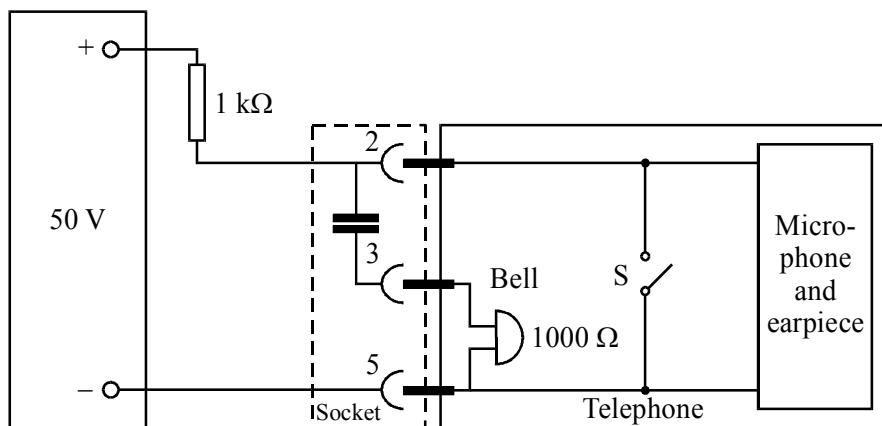 +
1 kΩ
2
50 V
3
Bell
S
1000 Ω
Micro-
phone
and
earpiece
5
–
Socket
Telephone